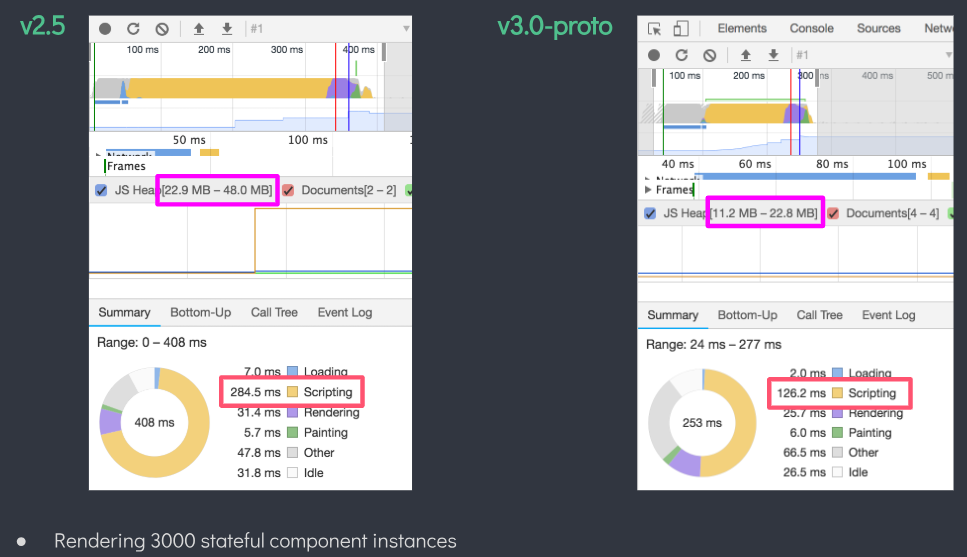 v2.5
#1
100 ms 200 ms 300 ms 400 ms
50 ms 100 ms
Network
Frames
JS Heap[22.9 MB – 48.0 MB] Documents[2 – 2]
Summary Bottom-Up Call Tree Event Log
Range: 0 – 408 ms
408 ms
7.0 ms Loading
284.5 ms Scripting
31.4 ms Rendering
5.7 ms Painting
47.8 ms Other
31.8 ms Idle
v3.0-proto
Elements Console Sources Netw
#1
100 ms 200 ms 300 ms 400 ms 500 m
40 ms 60 ms 80 ms 100 ms
Network
Frames
JS Heap[11.2 MB – 22.8 MB] Documents[4 – 4]
Summary Bottom-Up Call Tree Event Log
Range: 24 ms – 277 ms
253 ms
2.0 ms Loading
126.2 ms Scripting
25.7 ms Rendering
6.0 ms Painting
66.5 ms Other
26.5 ms Idle
● Rendering 3000 stateful component instances